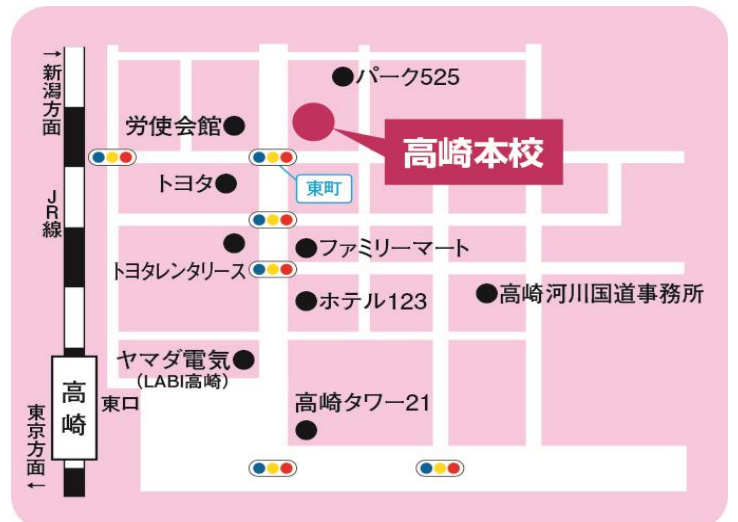 →新潟方面
パーク525
労使会館
高崎本校
東町
トヨタ
JR線
ファミリーマート
トヨタレンタリース
高崎河川国道事務所
ホテル123
ヤマダ電気
(LABI高崎)
高崎
東口
高崎タワー21
東京方面←